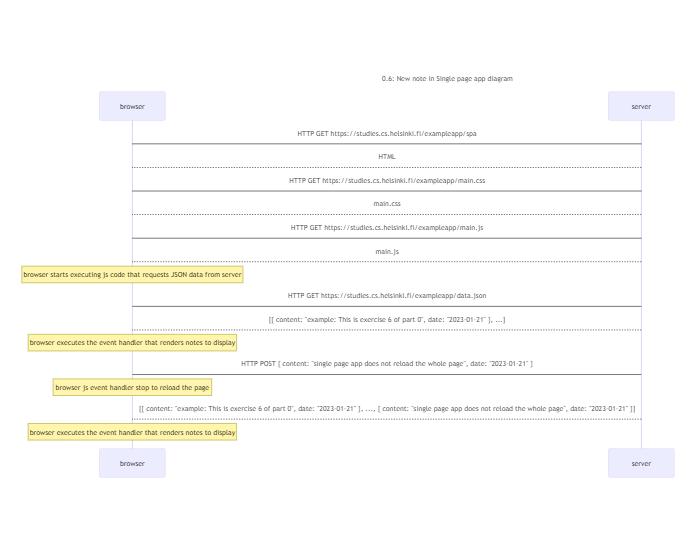 0.6: New note in Single page app diagram
browser server
HTTP GET https://studies.cs.helsinki.fi/exampleapp/spa
HTML
HTTP GET https://studies.cs.helsinki.fi/exampleapp/main.css
main.css
HTTP GET https://studies.cs.helsinki.fi/exampleapp/main.js
main.js
browser starts executing js code that requests JSON data from server
HTTP GET https://studies.cs.helsinki.fi/exampleapp/data.json
[{ content: "example: This is exercise 6 of part 0", date: "2023-01-21" }, ...]
browser executes the event handler that renders notes to display
HTTP POST { content: "single page app does not reload the whole page", date: "2023-01-21" }
browser js event handler stop to reload the page
[{ content: "example: This is exercise 6 of part 0", date: "2023-01-21" }, ..., { content: "single page app does not reload the whole page", date: "2023-01-21" }]
browser executes the event handler that renders notes to display
browser server